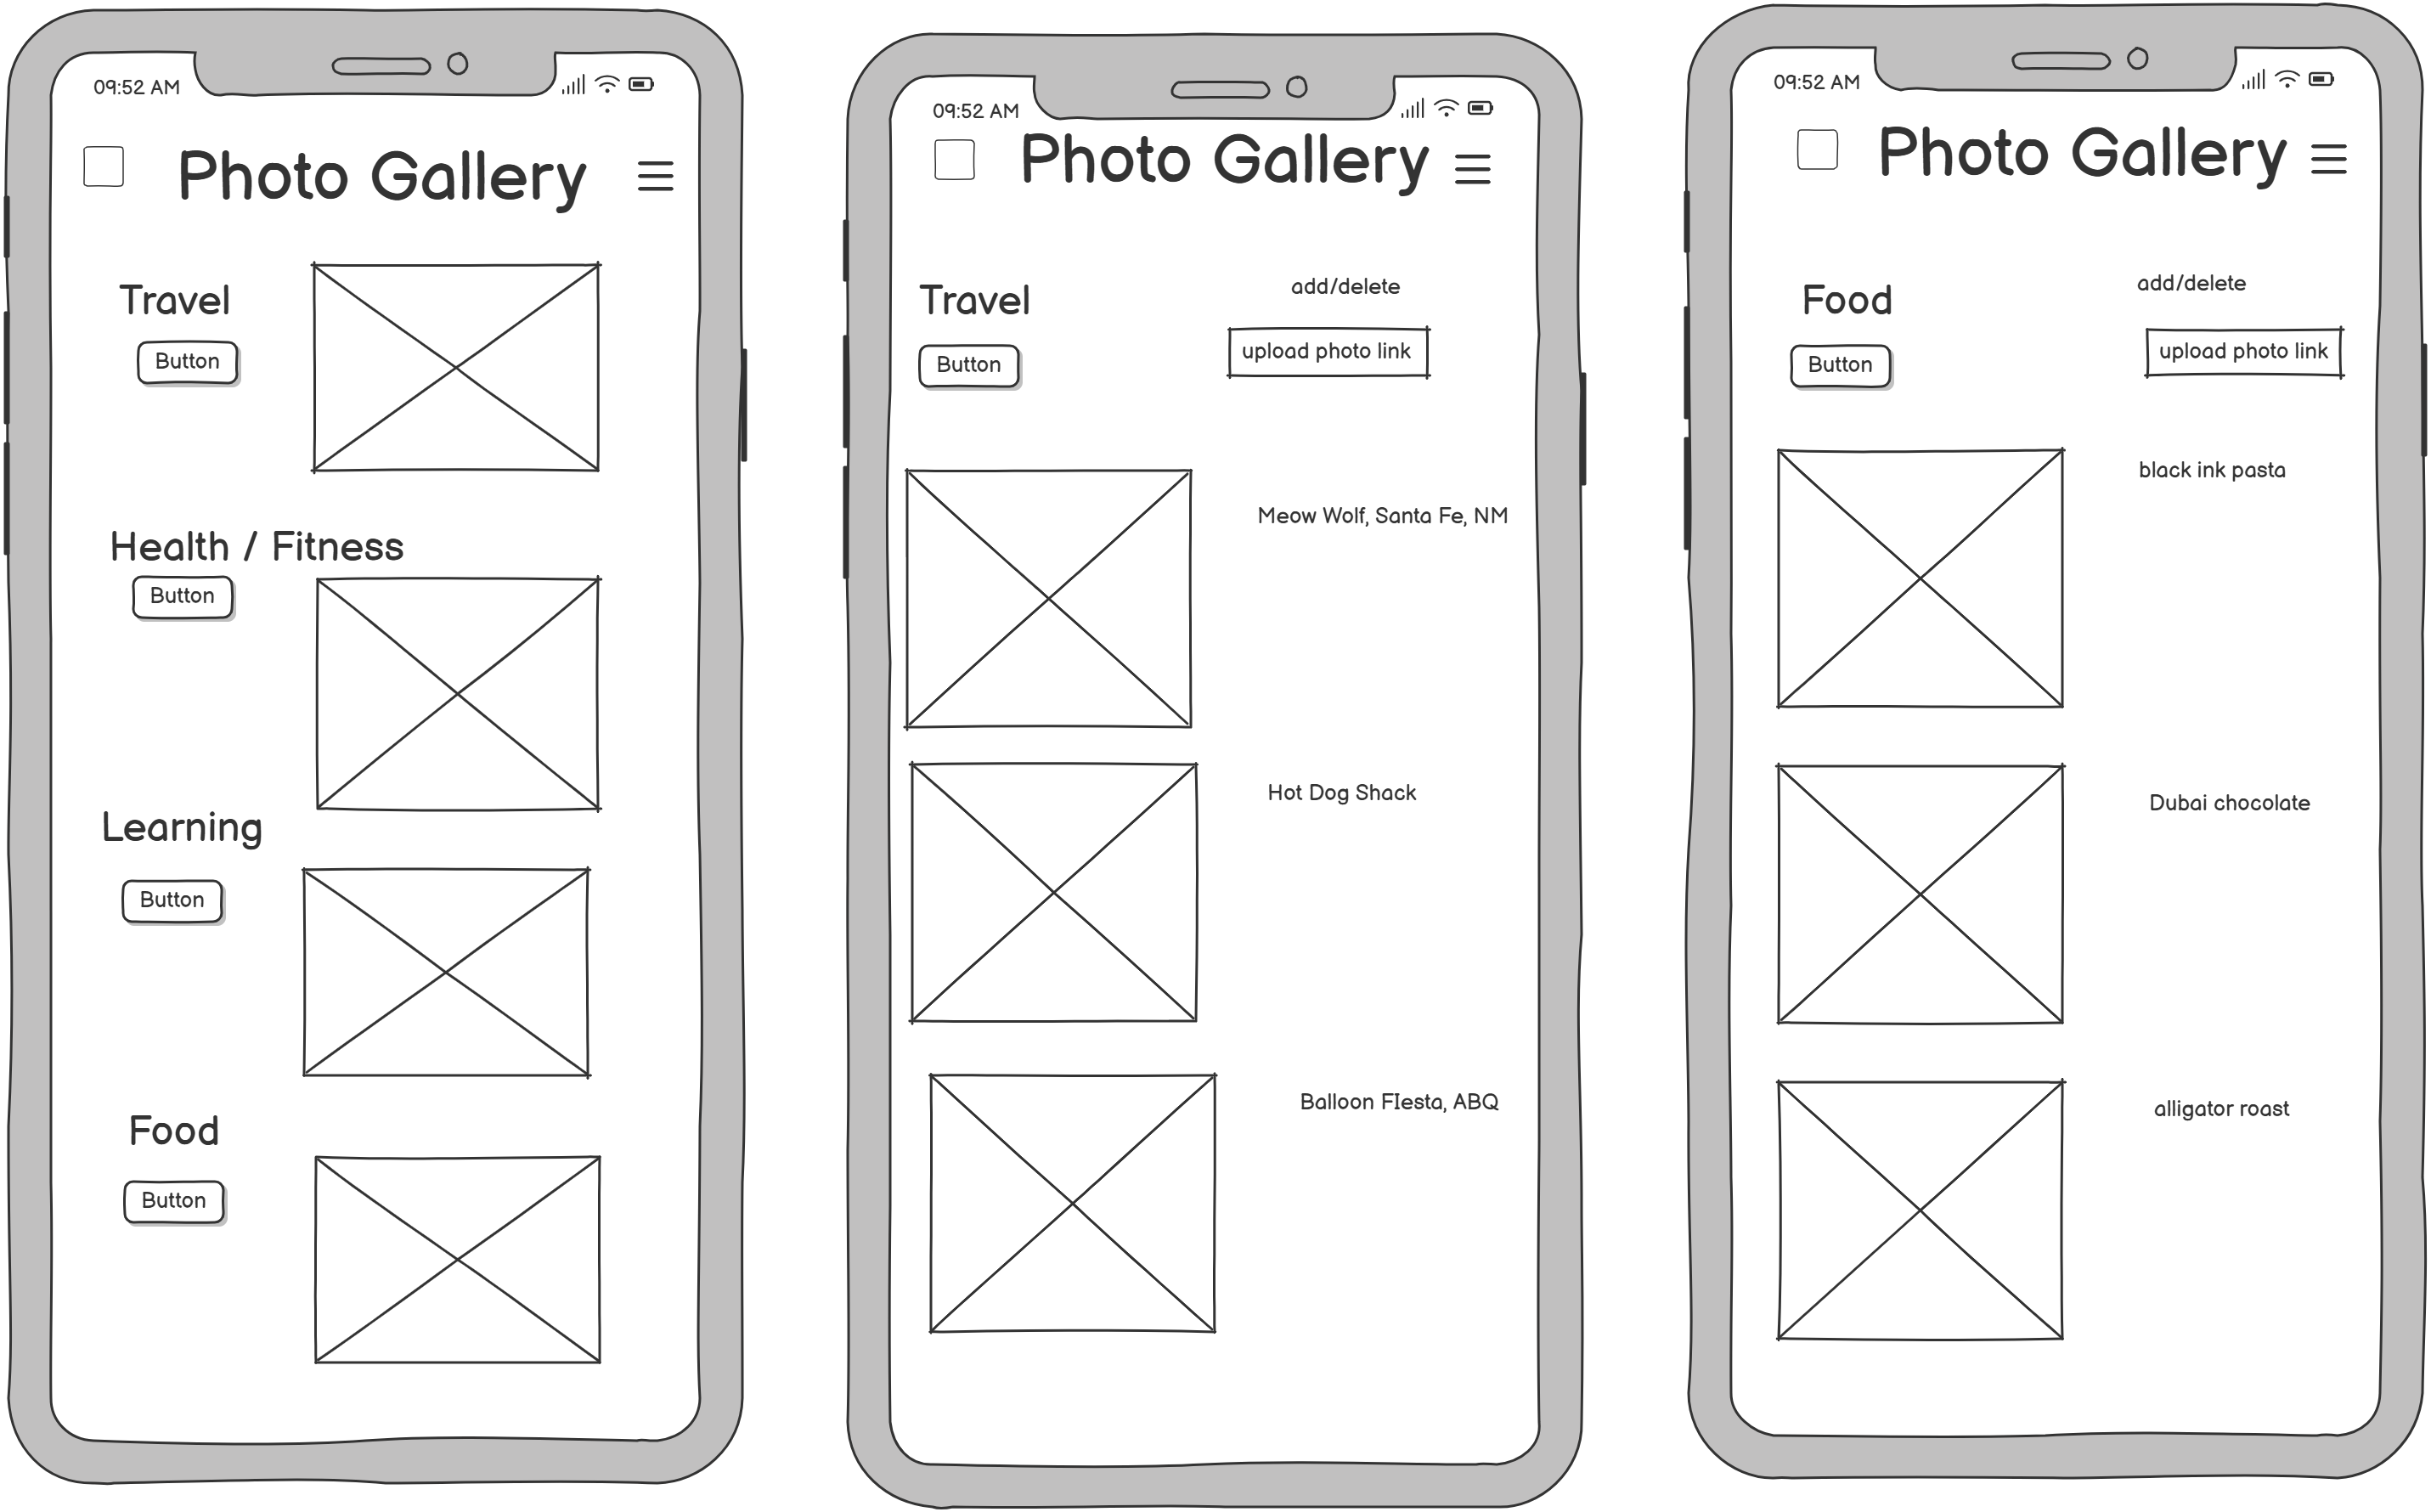 09:52 AM
Photo Gallery
Travel
Button
Health / Fitness
Button
Learning
Button
Food
Button
09:52 AM
Photo Gallery
Travel
add/delete
Button
upload photo link
Meow Wolf, Santa Fe, NM
Hot Dog Shack
Balloon FIesta, ABQ
09:52 AM
Photo Gallery
Food
add/delete
Button
upload photo link
black ink pasta
Dubai chocolate
alligator roast